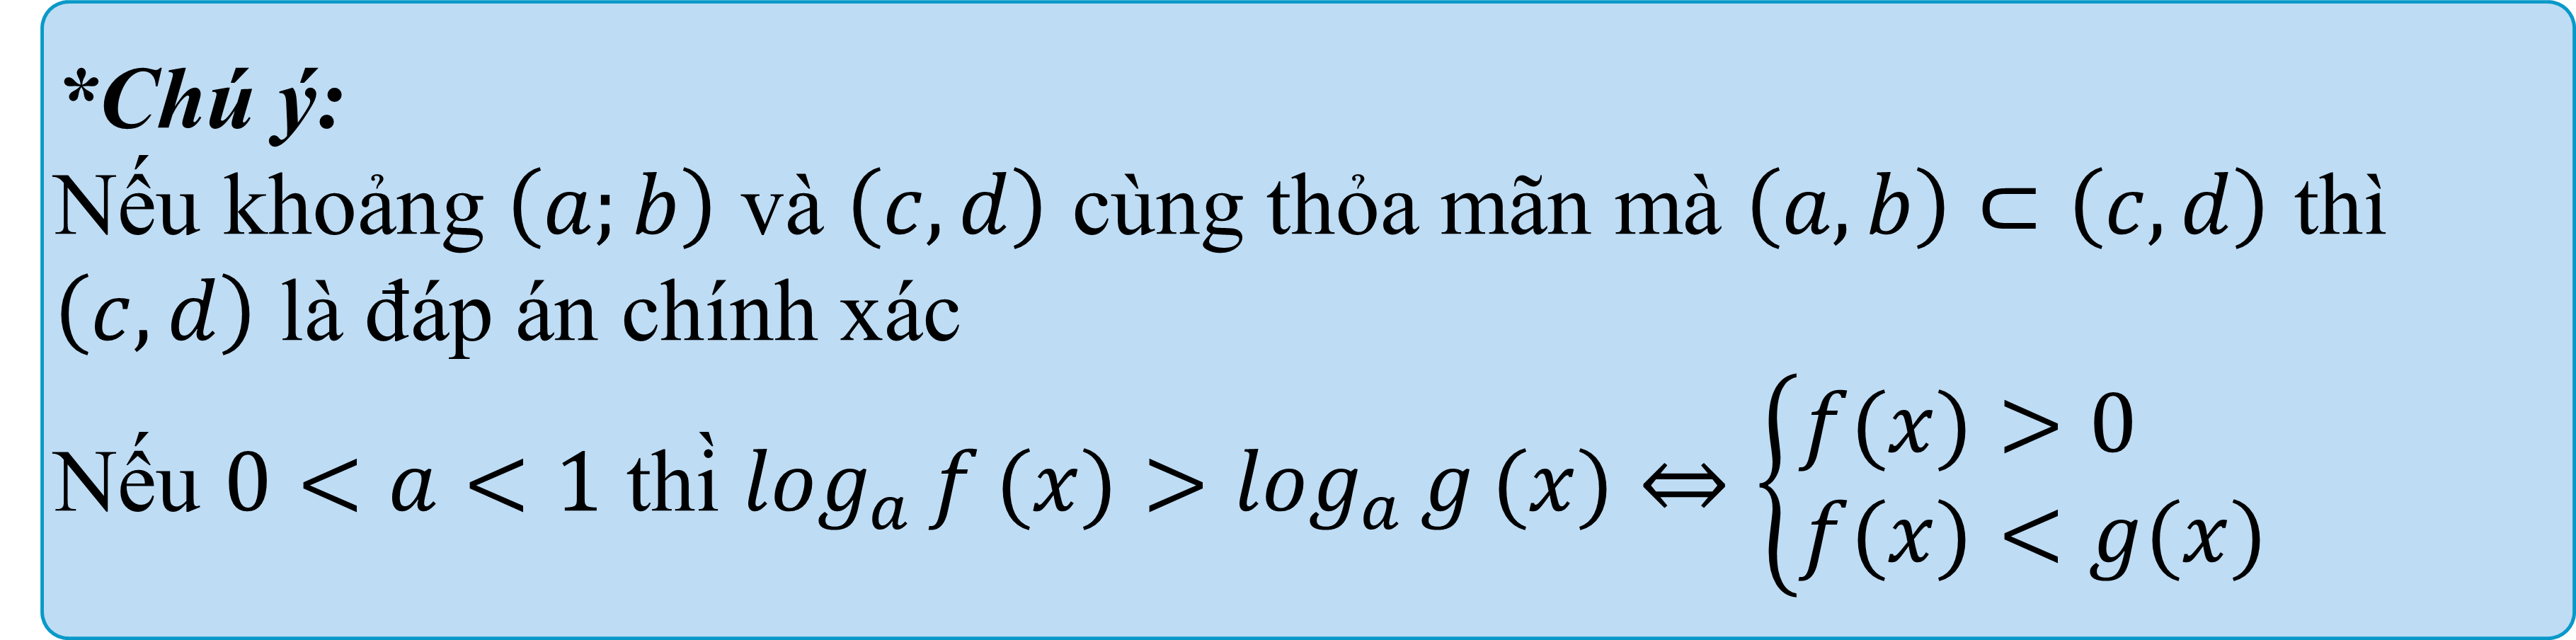 *Chú ý:
Nếu khoảng (a; b) và (c, d) cùng thỏa mãn mà (a, b) ⊂ (c, d) thì
(c, d) là đáp án chính xác
Nếu 0 < a < 1 thì logₐ f (x) > logₐ g (x) ⇔ { f(x) > 0
f(x) < g(x)